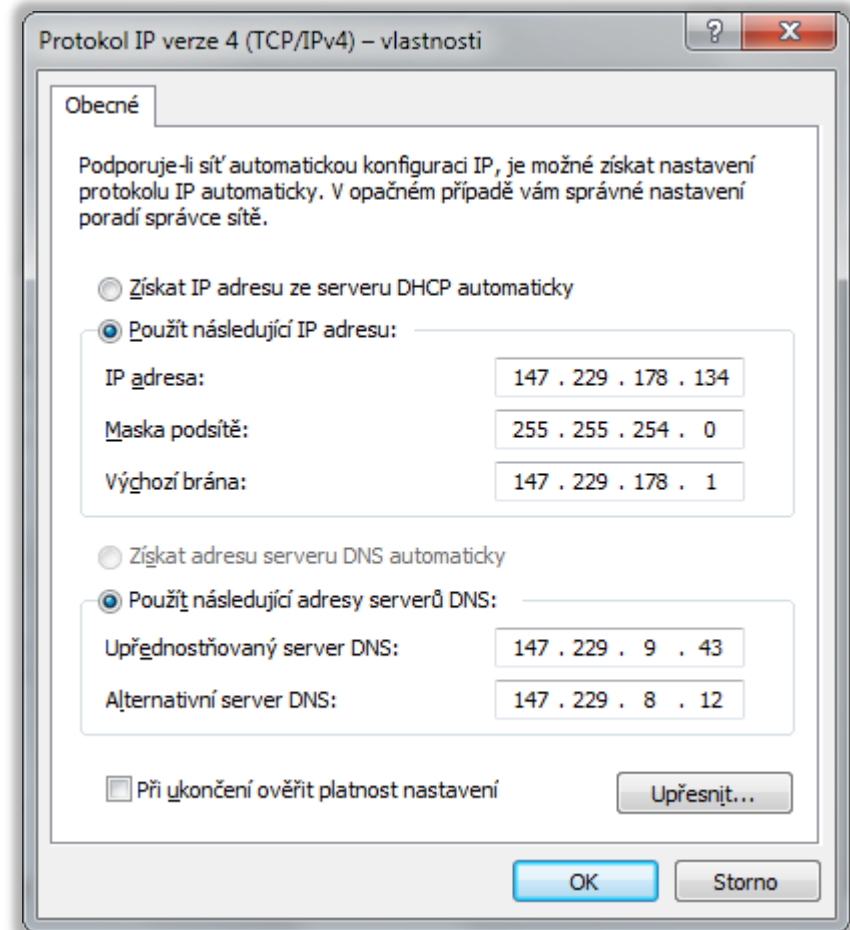 Protokol IP verze 4 (TCP/IPv4) – vlastnosti
?
Obecné
Podporuje-li síť automatickou konfiguraci IP, je možné získat nastavení
protokolu IP automaticky. V opačném případě vám správné nastavení
poradí správce sítě.
Získat IP adresu ze serveru DHCP automaticky
Použít následující IP adresu:
IP adresa: 147 . 229 . 178 . 134
Maska podsítě: 255 . 255 . 254 . 0
Výchozí brána: 147 . 229 . 178 . 1
Získat adresu serveru DNS automaticky
Použít následující adresy serverů DNS:
Upřednostňovaný server DNS: 147 . 229 . 9 . 43
Alternativní server DNS: 147 . 229 . 8 . 12
Při ukončení ověřit platnost nastavení Upřesnit...
OK Storno